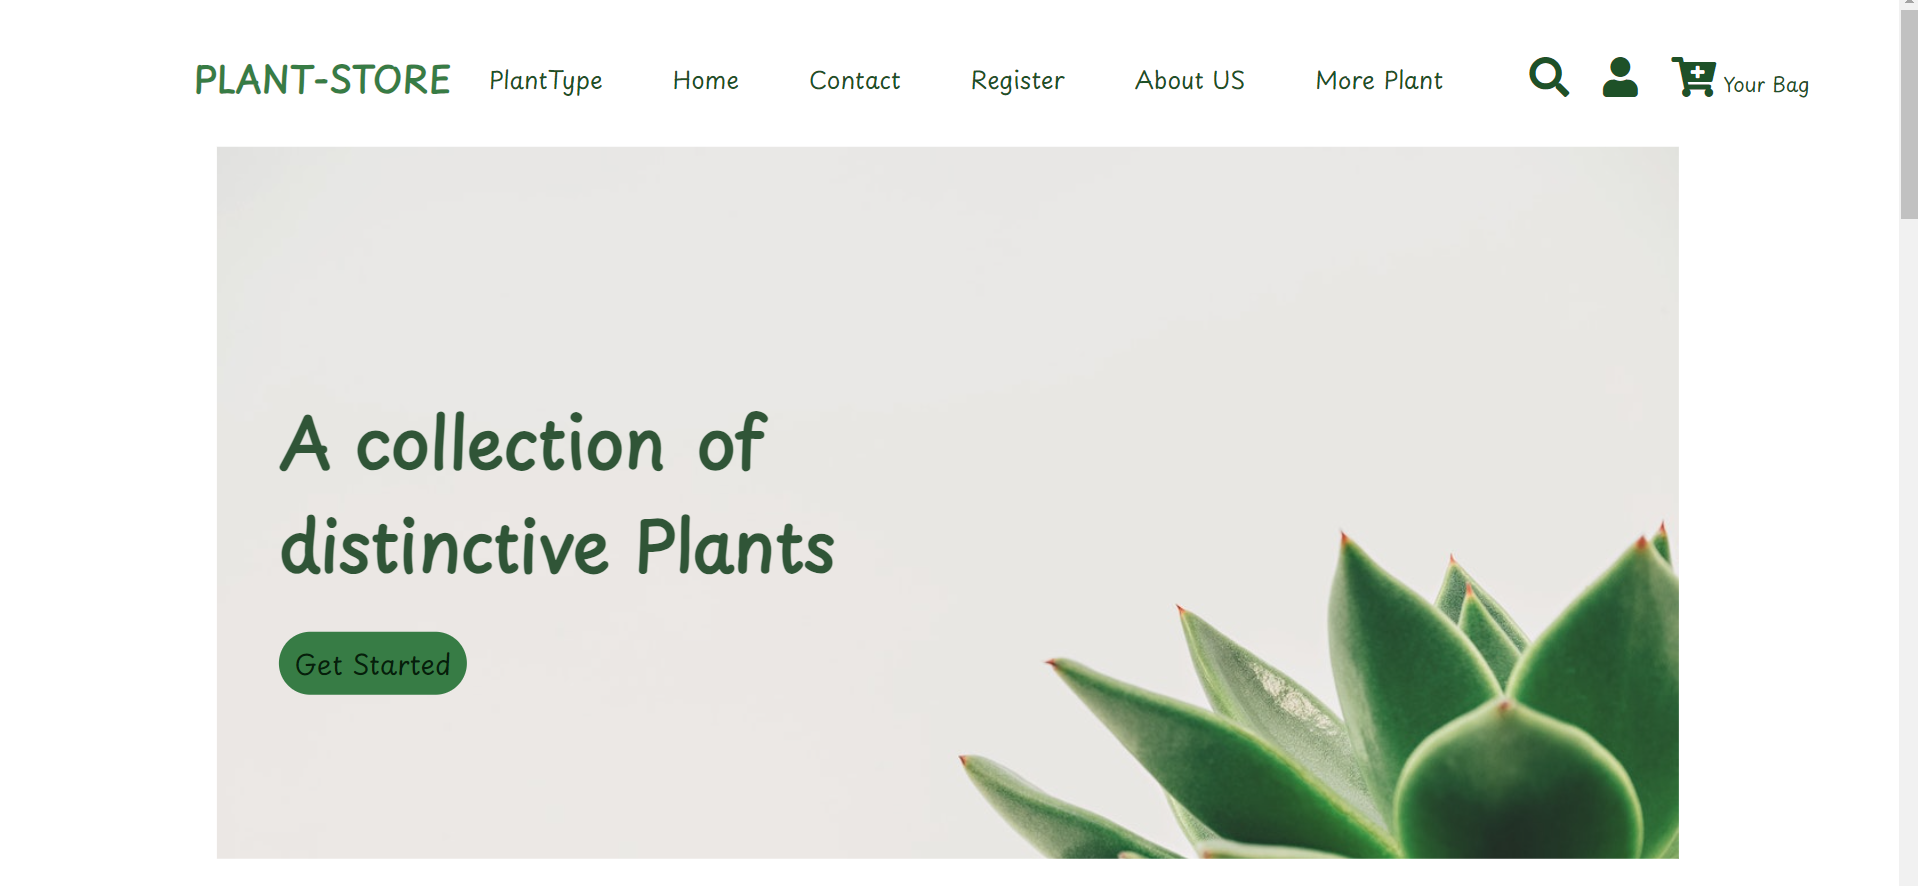 PLANT-STORE PlantType Home Contact Register About US More Plant Your Bag
A collection of
distinctive Plants
Get Started